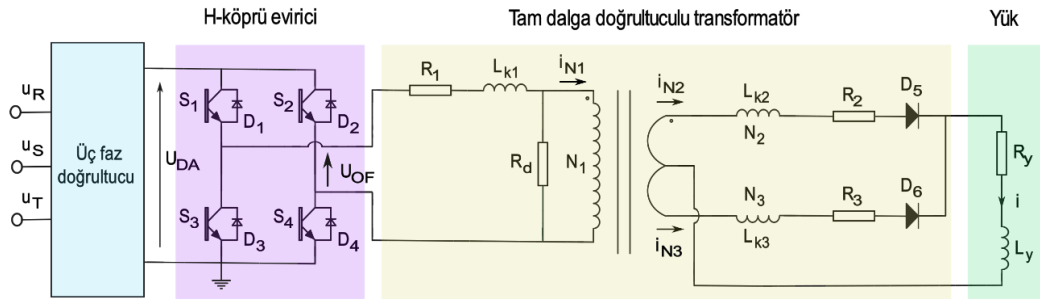 H-köprü evirici
Tam dalga doğrultuculu transformatör
Yük
u_R
u_S
u_T
Üç faz
doğrultucu
U_DA
S_1
D_1
S_2
D_2
U_OF
S_3
D_3
S_4
D_4
R_1
L_k1
i_N1
R_d
N_1
i_N2
L_k2
N_2
R_2
D_5
N_3
L_k3
i_N3
R_3
D_6
R_y
i
L_y